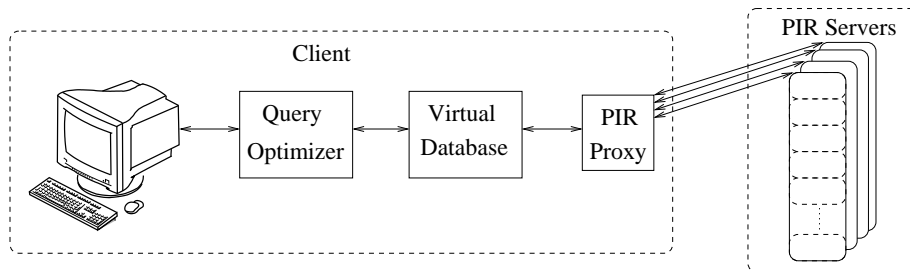 PIR Servers
Client
Query
Optimizer
Virtual
Database
PIR
Proxy